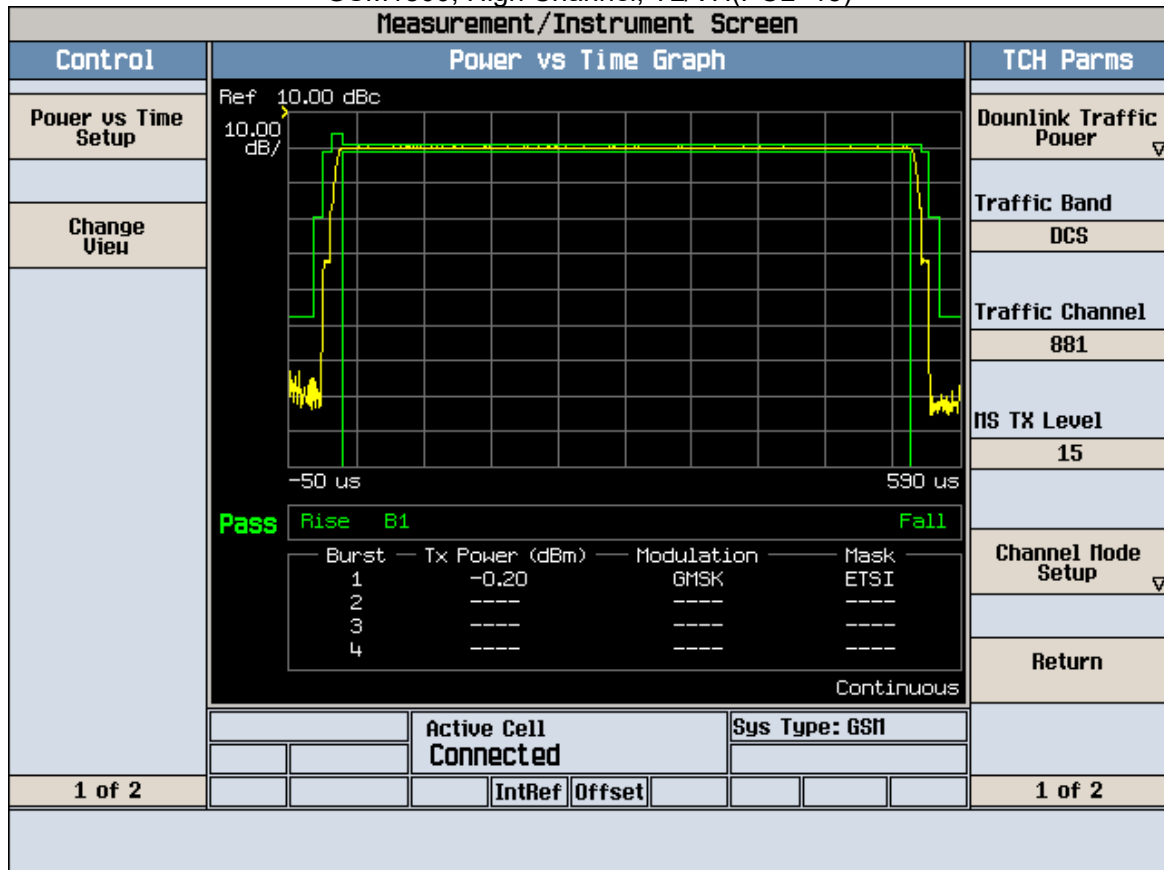 Measurement/Instrument Screen
Control
Power vs Time Graph
TCH Parms
Power vs Time
Setup
Change
View
1 of 2
Ref 10.00 dBc
10.00
dB/
-50 us
590 us
Pass
Rise B1 Fall
Burst Tx Power (dBm) Modulation Mask
1 -0.20 GMSK ETSI
2 ---- ---- ----
3 ---- ---- ----
4 ---- ---- ----
Continuous
Active Cell
Connected
Sys Type: GSM
IntRef Offset
Downlink Traffic
Power
Traffic Band
DCS
Traffic Channel
881
MS TX Level
15
Channel Mode
Setup
Return
1 of 2